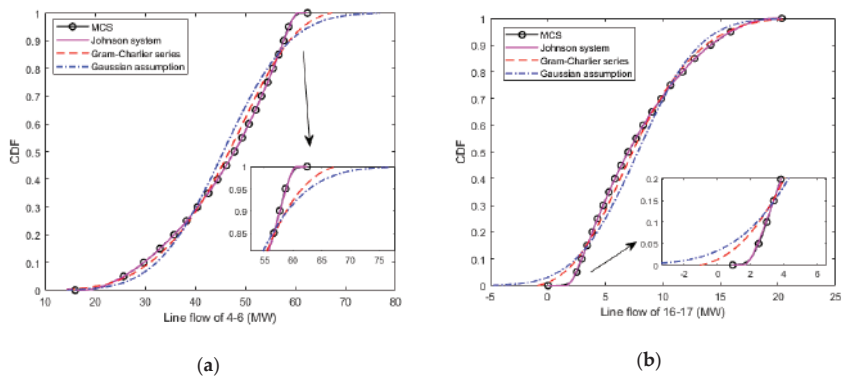 1
0.9
0.8
0.7
0.6
0.5
0.4
0.3
0.2
0.1
0
CDF
MCS
Johnson system
Gram-Charlier series
Gaussian assumption
1
0.95
0.9
0.85
55 60 65 70 75
10 20 30 40 50 60 70 80
Line flow of 4-6 (MW)
(a)
1
0.9
0.8
0.7
0.6
0.5
0.4
0.3
0.2
0.1
0
CDF
MCS
Johnson system
Gram-Charlier series
Gaussian assumption
0.2
0.15
0.1
0.05
0
-2 0 2 4 6
-5 0 5 10 15 20 25
Line flow of 16-17 (MW)
(b)